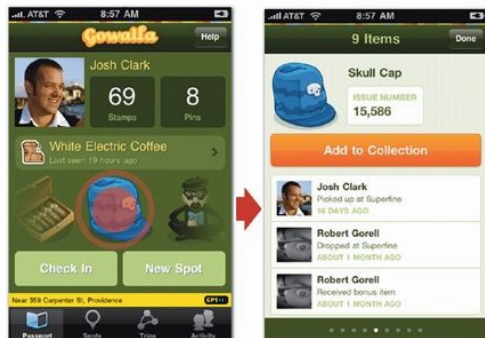 AT&T 8:57 AM
Gowalla
Help
Josh Clark
69
Stamps
8
Pins
White Electric Coffee
Last seen 19 hours ago
Check In
New Spot
Near 359 Carpenter St, Providence
GPS
Passport
Spots
Trips
Activity
AT&T 8:57 AM
9 Items
Done
Skull Cap
ISSUE NUMBER
15,586
Add to Collection
Josh Clark
Picked up at Superfine
16 DAYS AGO
Robert Gorell
Dropped at Superfine
ABOUT 1 MONTH AGO
Robert Gorell
Received bonus item
ABOUT 1 MONTH AGO